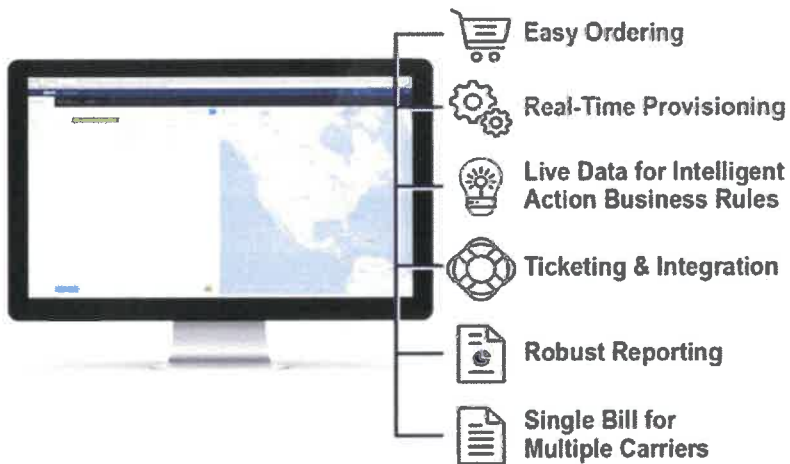 Easy Ordering
Real-Time Provisioning
Live Data for Intelligent
Action Business Rules
Ticketing & Integration
Robust Reporting
Single Bill for
Multiple Carriers